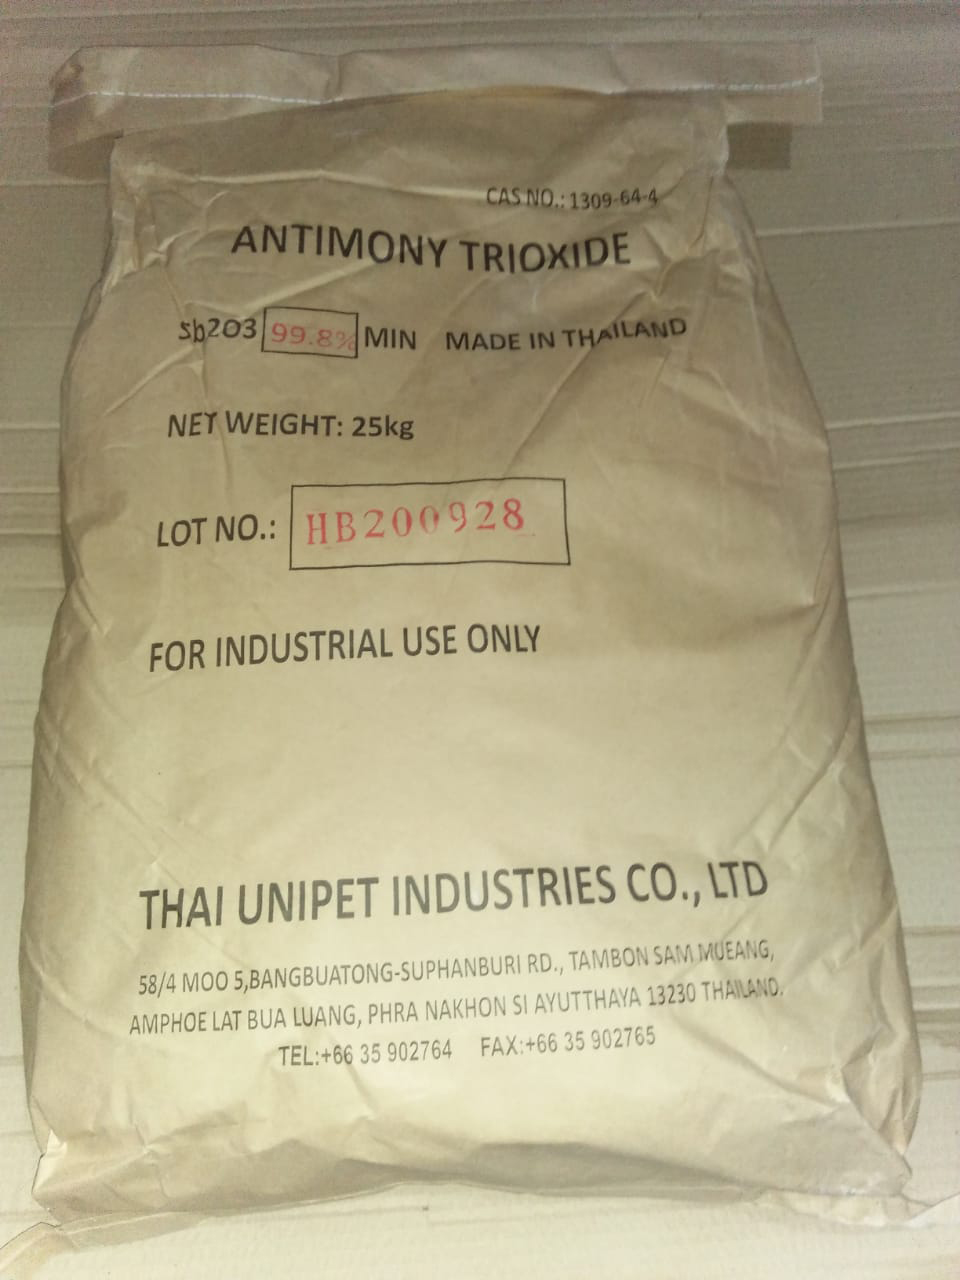 CAS NO.: 1309-64-4
ANTIMONY TRIOXIDE
Sb2O3 99.8% MIN MADE IN THAILAND
NET WEIGHT: 25kg
LOT NO.: HB200928
FOR INDUSTRIAL USE ONLY
THAI UNIPET INDUSTRIES CO., LTD
58/4 MOO 5,BANGBUATONG-SUPHANBURI RD., TAMBON SAM MUEANG,
AMPHOE LAT BUA LUANG, PHRA NAKHON SI AYUTTHAYA 13230 THAILAND.
TEL:+66 35 902764 FAX:+66 35 902765